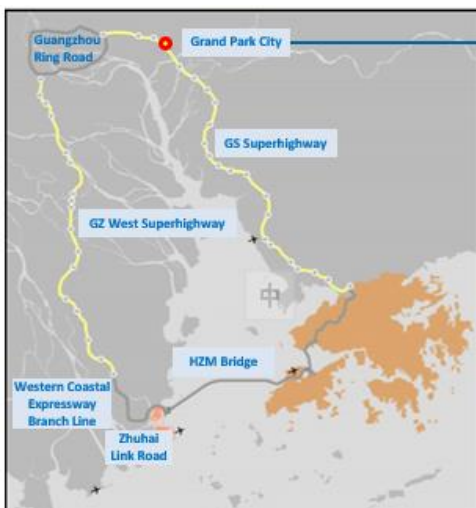 Guangzhou
Ring Road
Grand Park City
GS Superhighway
GZ West Superhighway
中
HZM Bridge
Western Coastal
Expressway
Branch Line
Zhuhai
Link Road